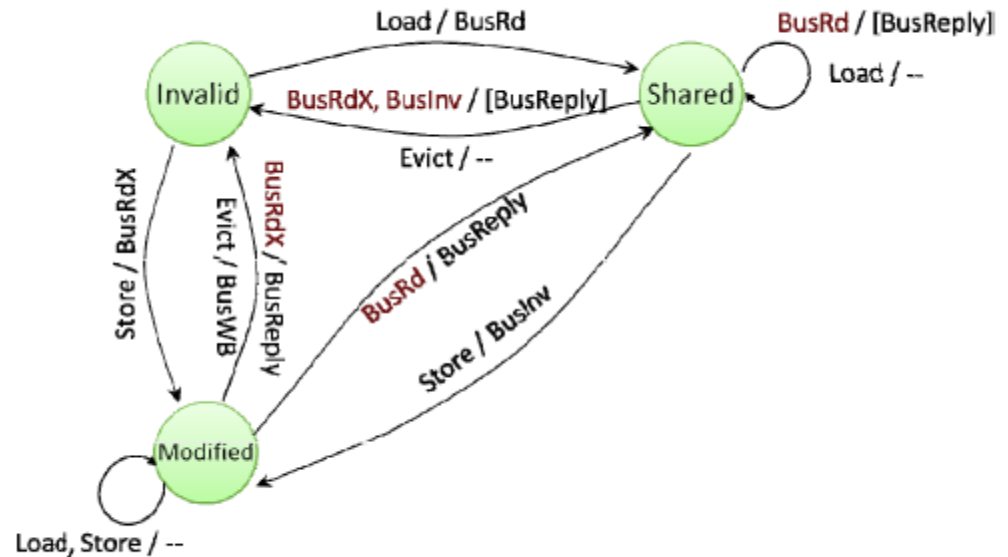 Load / BusRd
BusRd / [BusReply]
Invalid
BusRdX, BusInv / [BusReply]
Shared
Load / --
Evict / --
Store / BusRdX
Evict / BusWB
BusRdX / BusReply
BusRd / BusReply
Store / BusInv
Modified
Load, Store / --